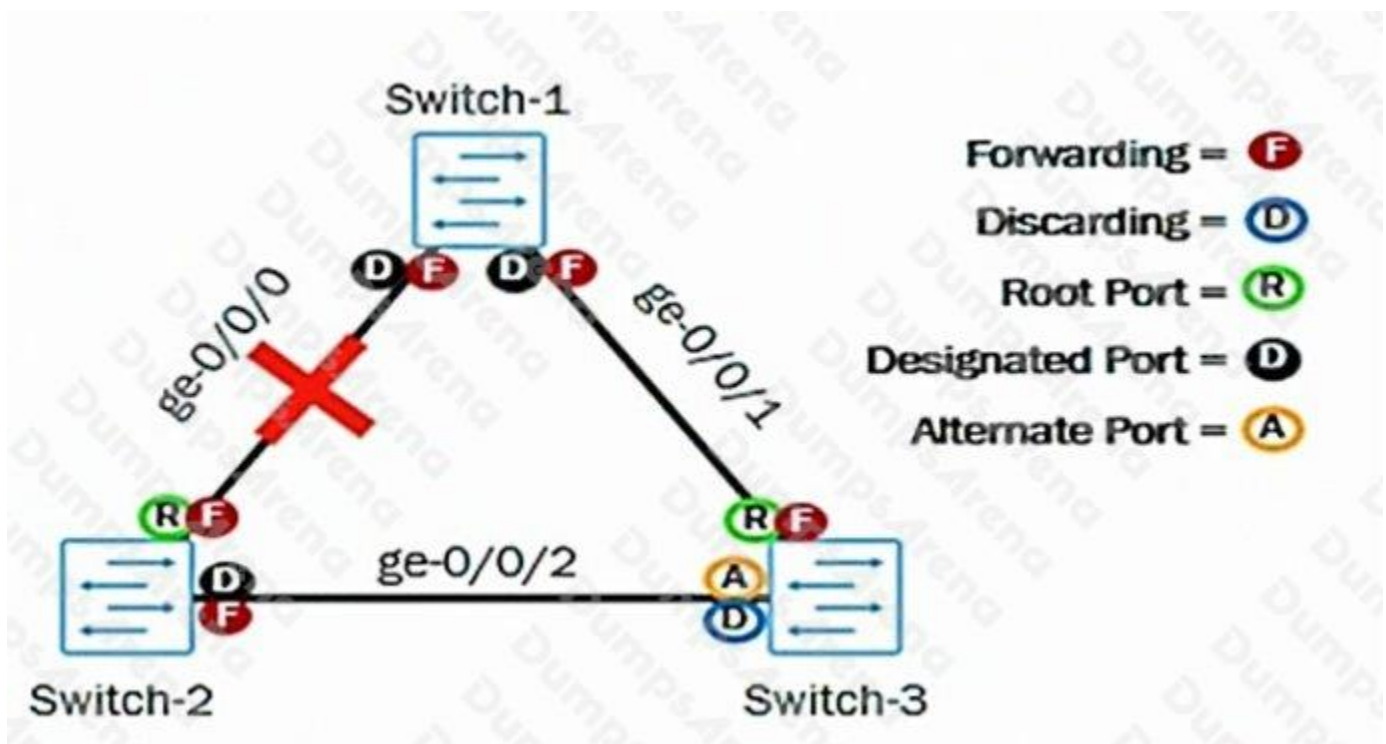 Switch-1
Forwarding = F
Discarding = D
Root Port = R
Designated Port = D
Alternate Port = A
D F D F
ge-0/0/0
ge-0/0/1
R F
R F
D
F
ge-0/0/2
A
D
Switch-2
Switch-3
DumpsArena